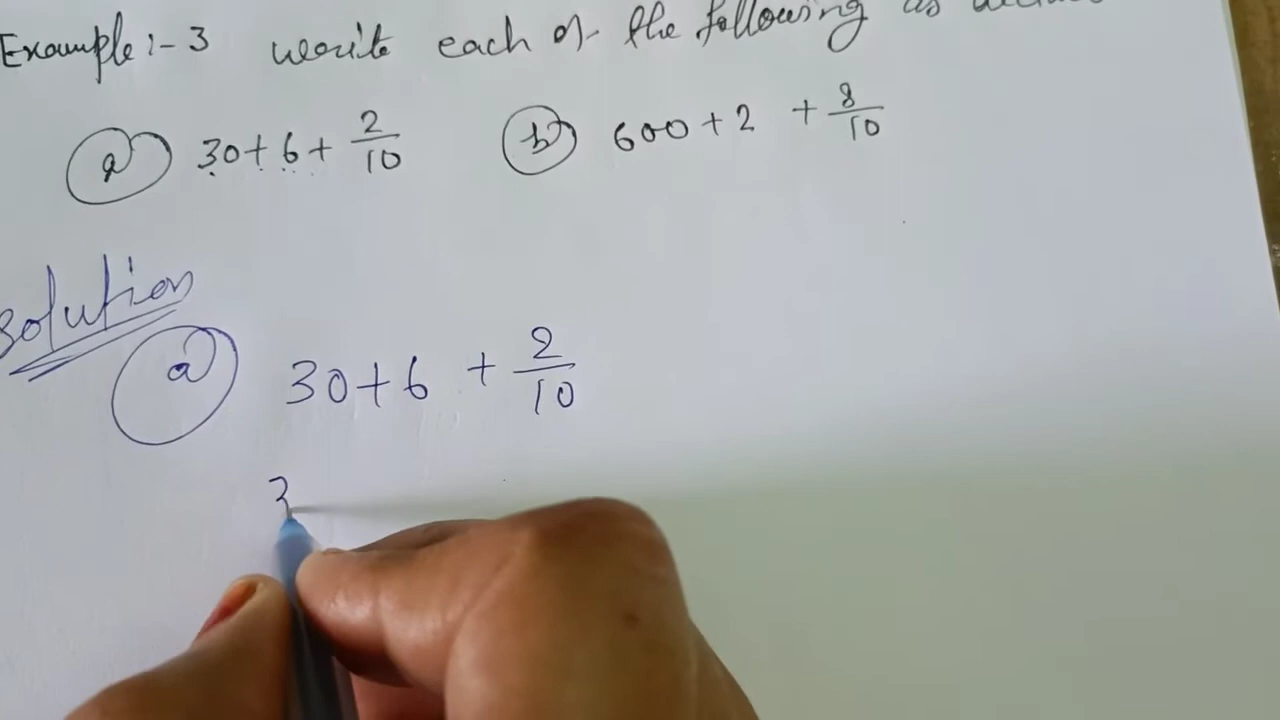 Example:- 3 write each of the following as
a 30+6+ 2/10 b 600+2 + 8/10
Solution
a 30+6 + 2/10
3